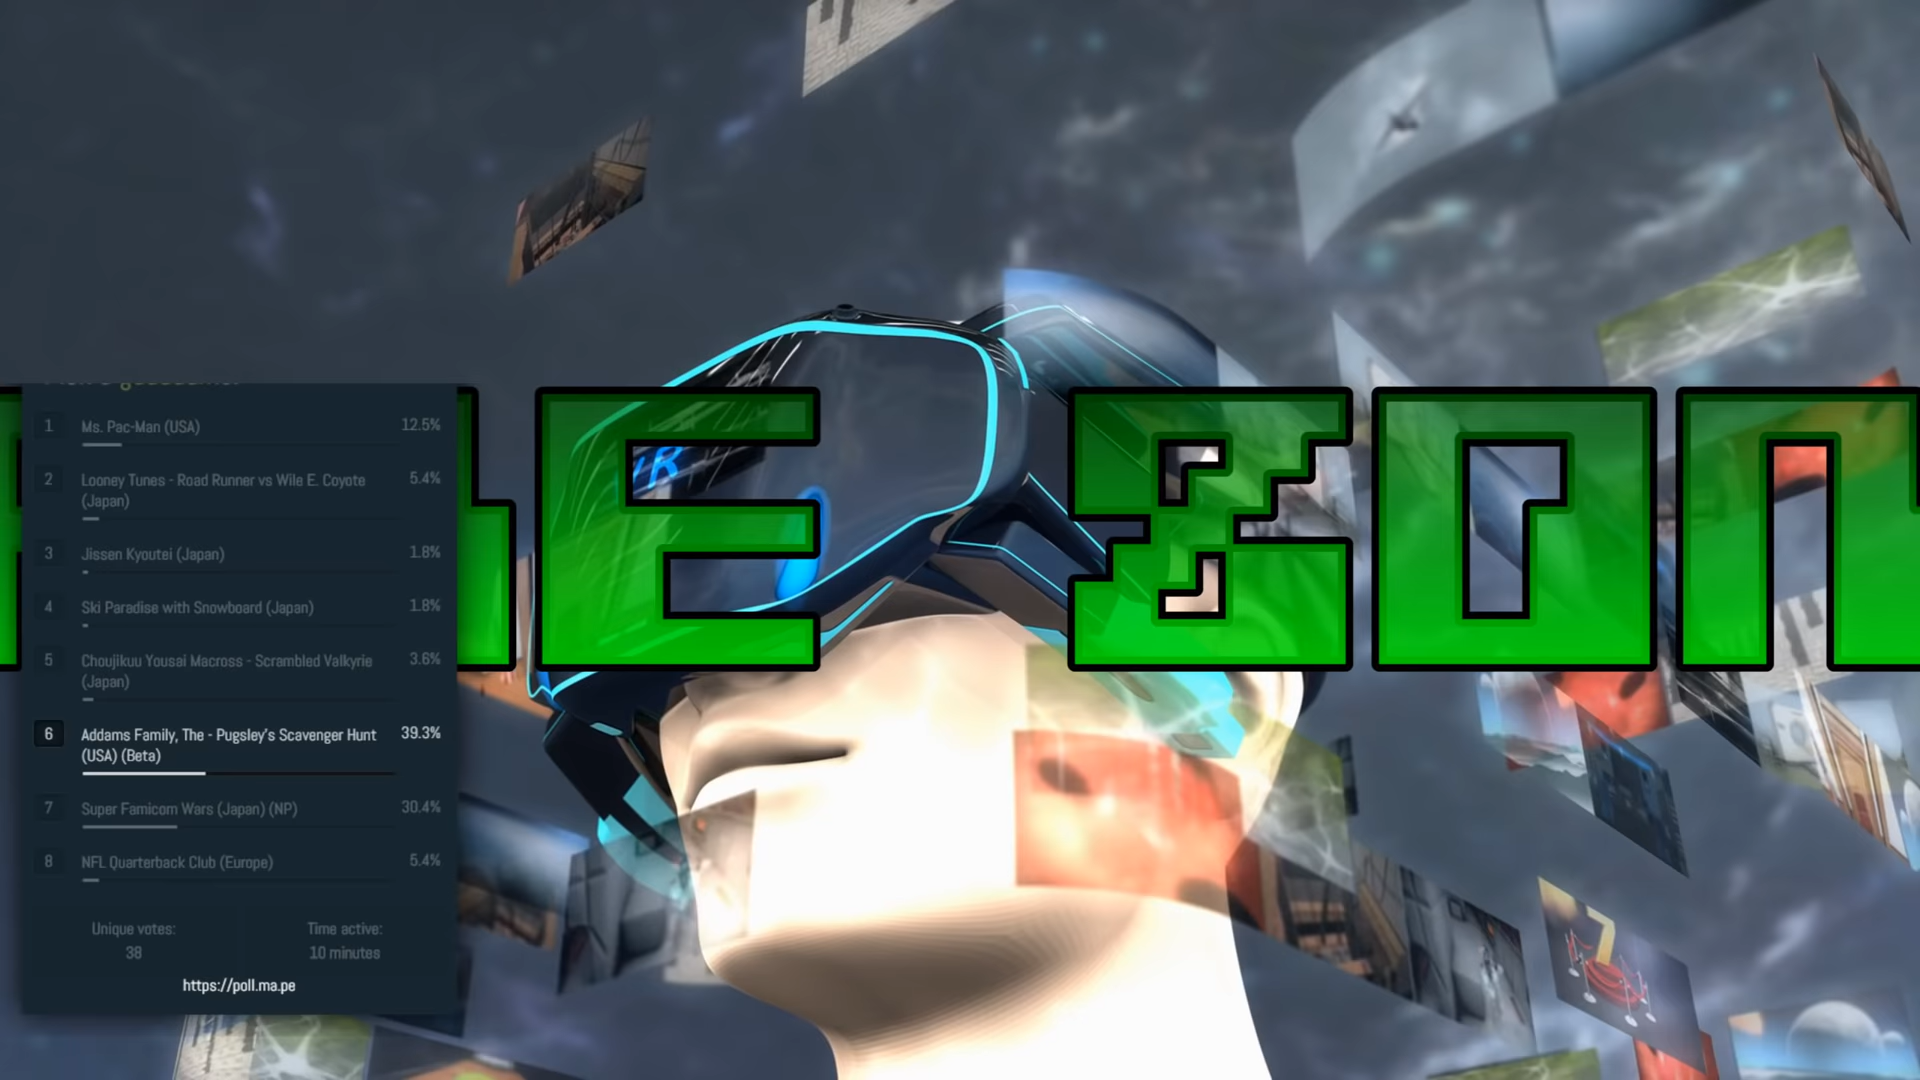 1 Ms. Pac-Man (USA) 12.5%
2 Looney Tunes - Road Runner vs Wile E. Coyote 5.4%
(Japan)
3 Jissen Kyoutei (Japan) 1.8%
4 Ski Paradise with Snowboard (Japan) 1.8%
5 Choujikuu Yousai Macross - Scrambled Valkyrie 3.6%
(Japan)
6 Addams Family, The - Pugsley's Scavenger Hunt 39.3%
(USA) (Beta)
7 Super Famicom Wars (Japan) (NP) 30.4%
8 NFL Quarterback Club (Europe) 5.4%
Unique votes: Time active:
38 10 minutes
https://poll.ma.pe